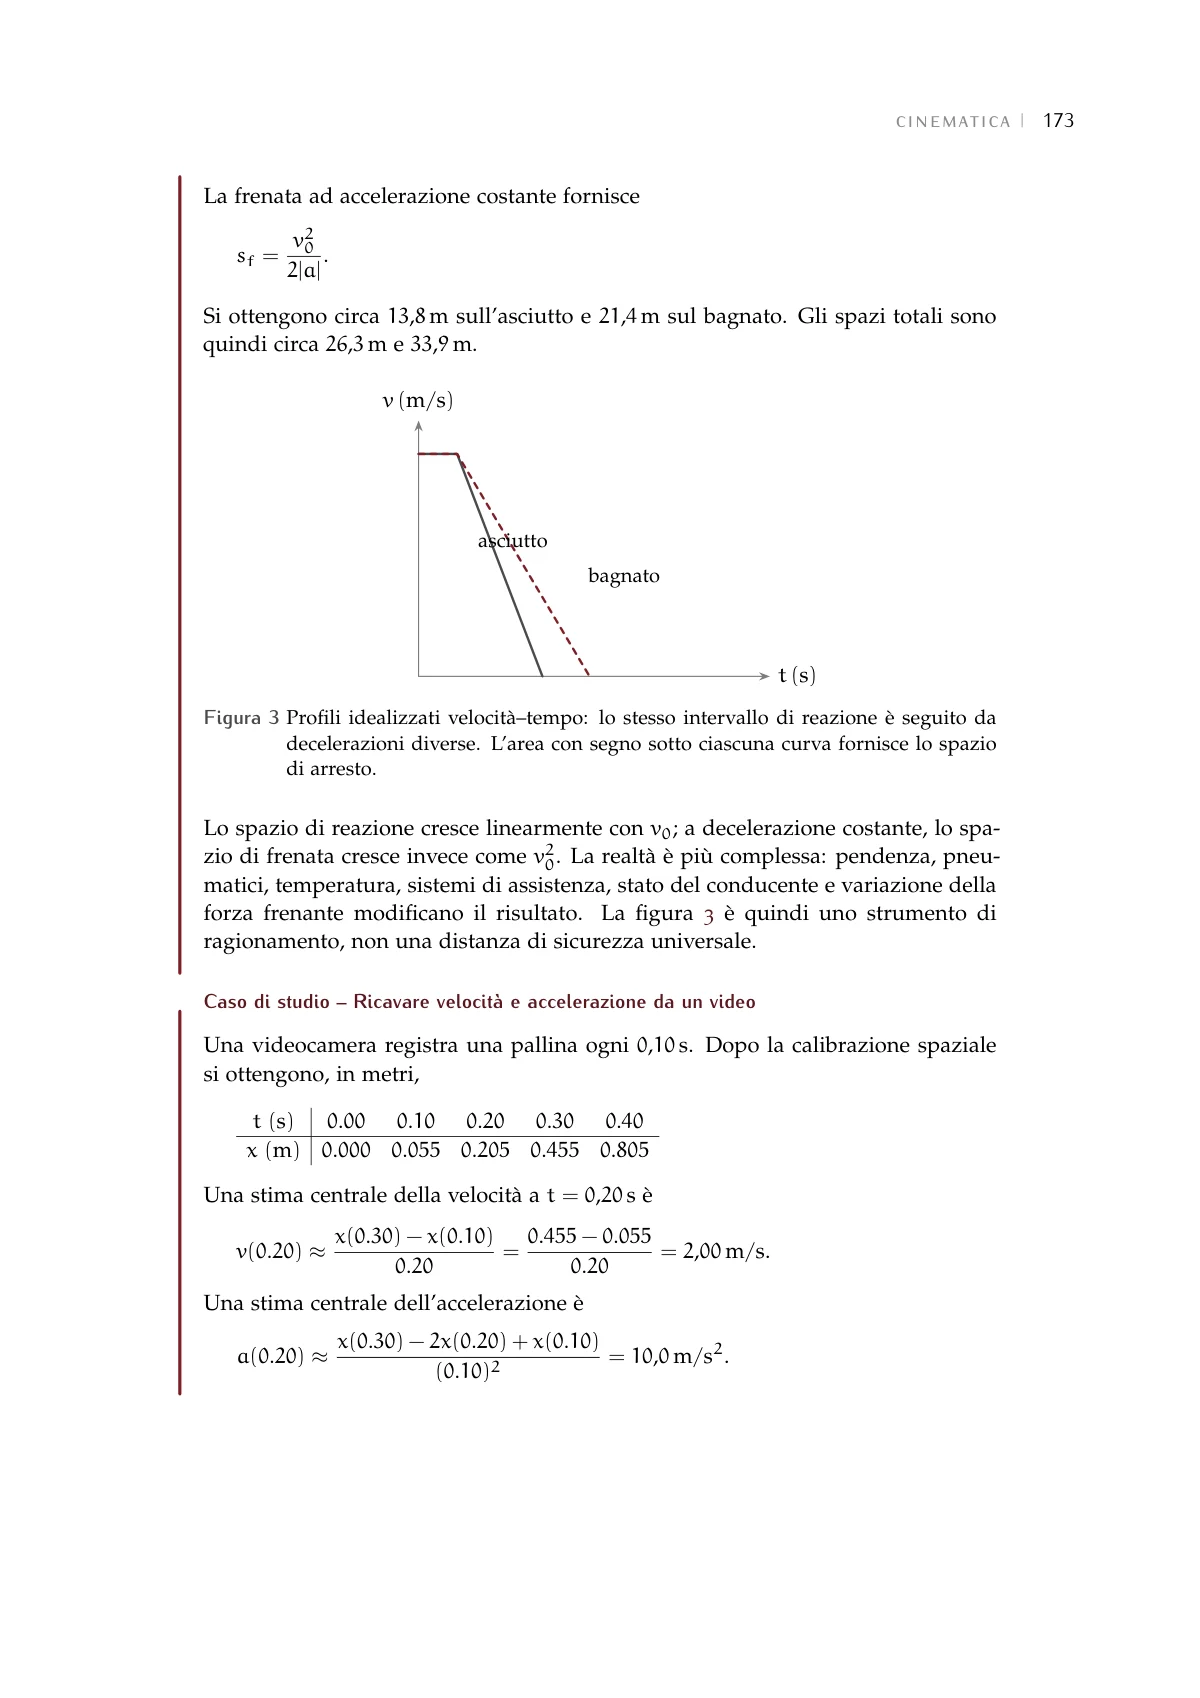 CINEMATICA | 173
La frenata ad accelerazione costante fornisce
s_f = v_0^2 / 2|a|.
Si ottengono circa 13,8 m sull'asciutto e 21,4 m sul bagnato. Gli spazi totali sono
quindi circa 26,3 m e 33,9 m.
v (m/s)
asciutto
bagnato
t (s)
Figura 3 Profili idealizzati velocità–tempo: lo stesso intervallo di reazione è seguito da
decelerazioni diverse. L'area con segno sotto ciascuna curva fornisce lo spazio
di arresto.
Lo spazio di reazione cresce linearmente con v_0; a decelerazione costante, lo spa-
zio di frenata cresce invece come v_0^2. La realtà è più complessa: pendenza, pneu-
matici, temperatura, sistemi di assistenza, stato del conducente e variazione della
forza frenante modificano il risultato. La figura 3 è quindi uno strumento di
ragionamento, non una distanza di sicurezza universale.
Caso di studio – Ricavare velocità e accelerazione da un video
Una videocamera registra una pallina ogni 0,10 s. Dopo la calibrazione spaziale
si ottengono, in metri,
t (s) | 0.00 0.10 0.20 0.30 0.40
x (m) | 0.000 0.055 0.205 0.455 0.805
Una stima centrale della velocità a t = 0,20 s è
v(0.20) ≈ (x(0.30) − x(0.10)) / 0.20 = (0.455 − 0.055) / 0.20 = 2,00 m/s.
Una stima centrale dell'accelerazione è
a(0.20) ≈ (x(0.30) − 2x(0.20) + x(0.10)) / (0.10)^2 = 10,0 m/s^2.